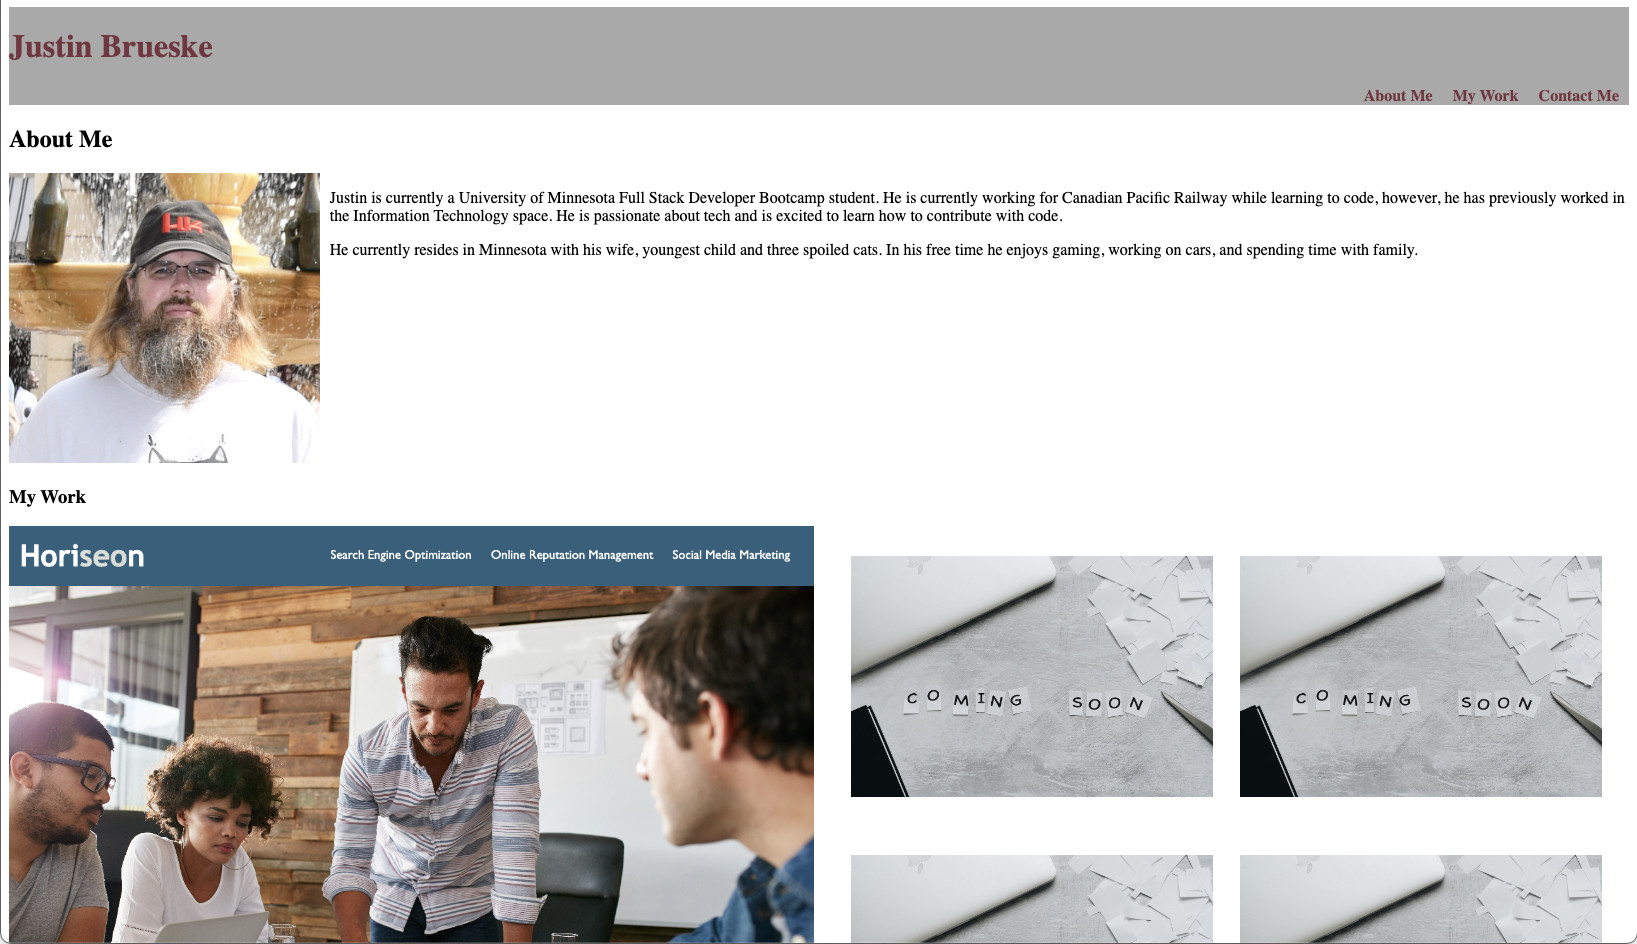 Justin Brueske
About Me My Work Contact Me
About Me
Justin is currently a University of Minnesota Full Stack Developer Bootcamp student. He is currently working for Canadian Pacific Railway while learning to code, however, he has previously worked in
the Information Technology space. He is passionate about tech and is excited to learn how to contribute with code.
He currently resides in Minnesota with his wife, youngest child and three spoiled cats. In his free time he enjoys gaming, working on cars, and spending time with family.
HK
My Work
Horiseon
Search Engine Optimization Online Reputation Management Social Media Marketing
COMING SOON
COMING SOON